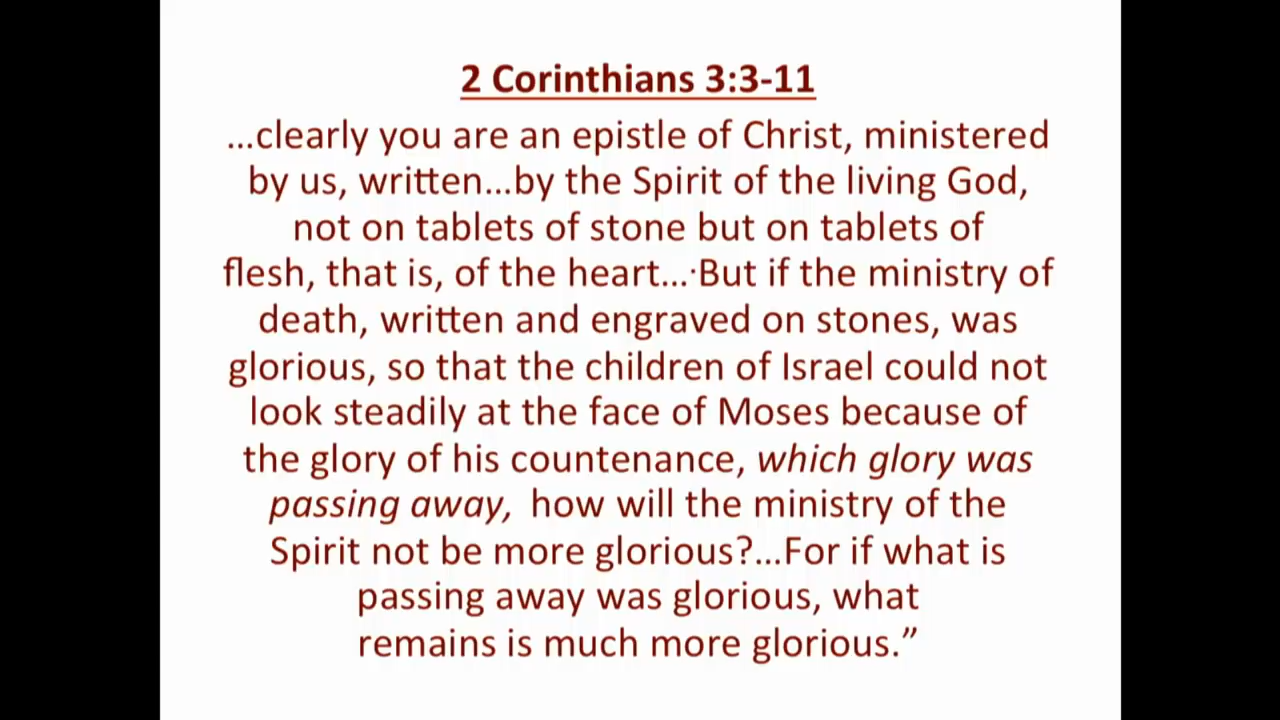 2 Corinthians 3:3-11
…clearly you are an epistle of Christ, ministered
by us, written…by the Spirit of the living God,
not on tablets of stone but on tablets of
flesh, that is, of the heart…·But if the ministry of
death, written and engraved on stones, was
glorious, so that the children of Israel could not
look steadily at the face of Moses because of
the glory of his countenance, which glory was
passing away, how will the ministry of the
Spirit not be more glorious?…For if what is
passing away was glorious, what
remains is much more glorious.”